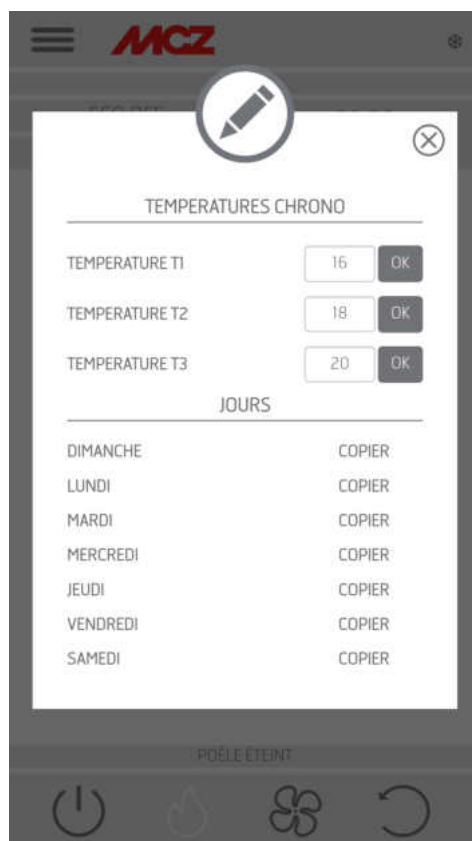 MCZ
TEMPERATURES CHRONO
TEMPERATURE T1 16 OK
TEMPERATURE T2 18 OK
TEMPERATURE T3 20 OK
JOURS
DIMANCHE COPIER
LUNDI COPIER
MARDI COPIER
MERCREDI COPIER
JEUDI COPIER
VENDREDI COPIER
SAMEDI COPIER
POÊLE ÉTEINT